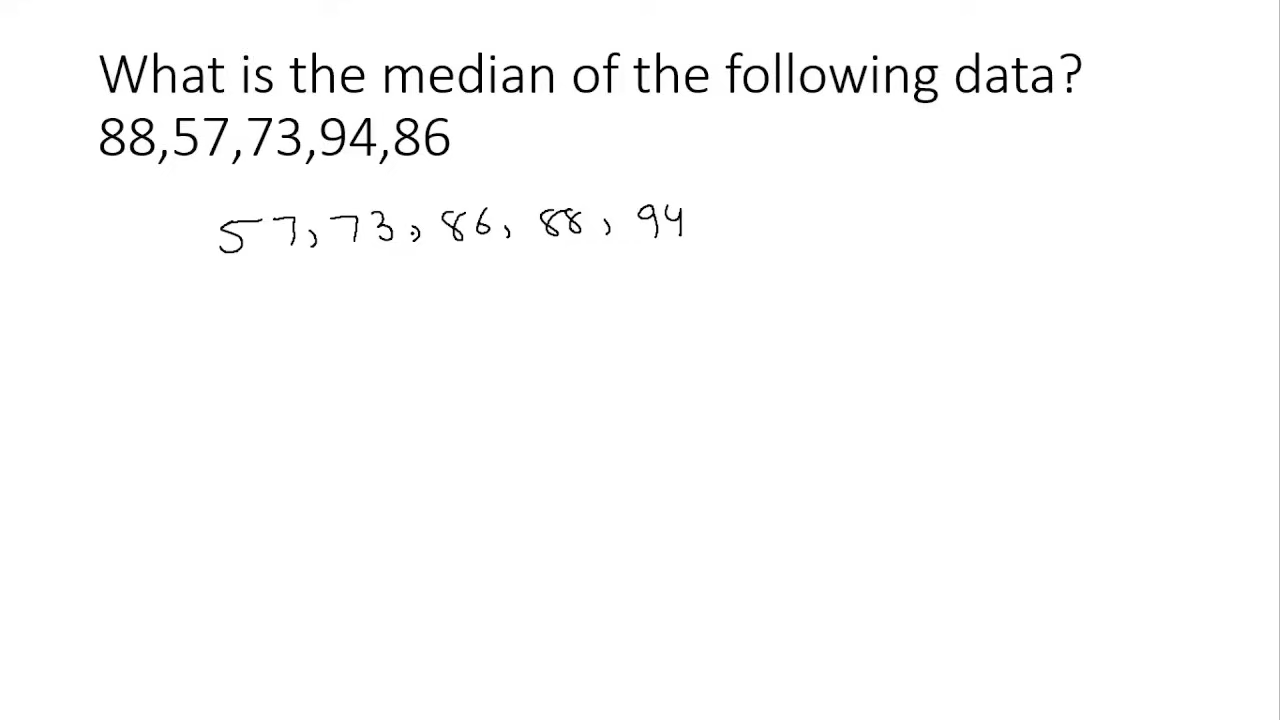 What is the median of the following data?
88,57,73,94,86
57, 73, 86, 88, 94